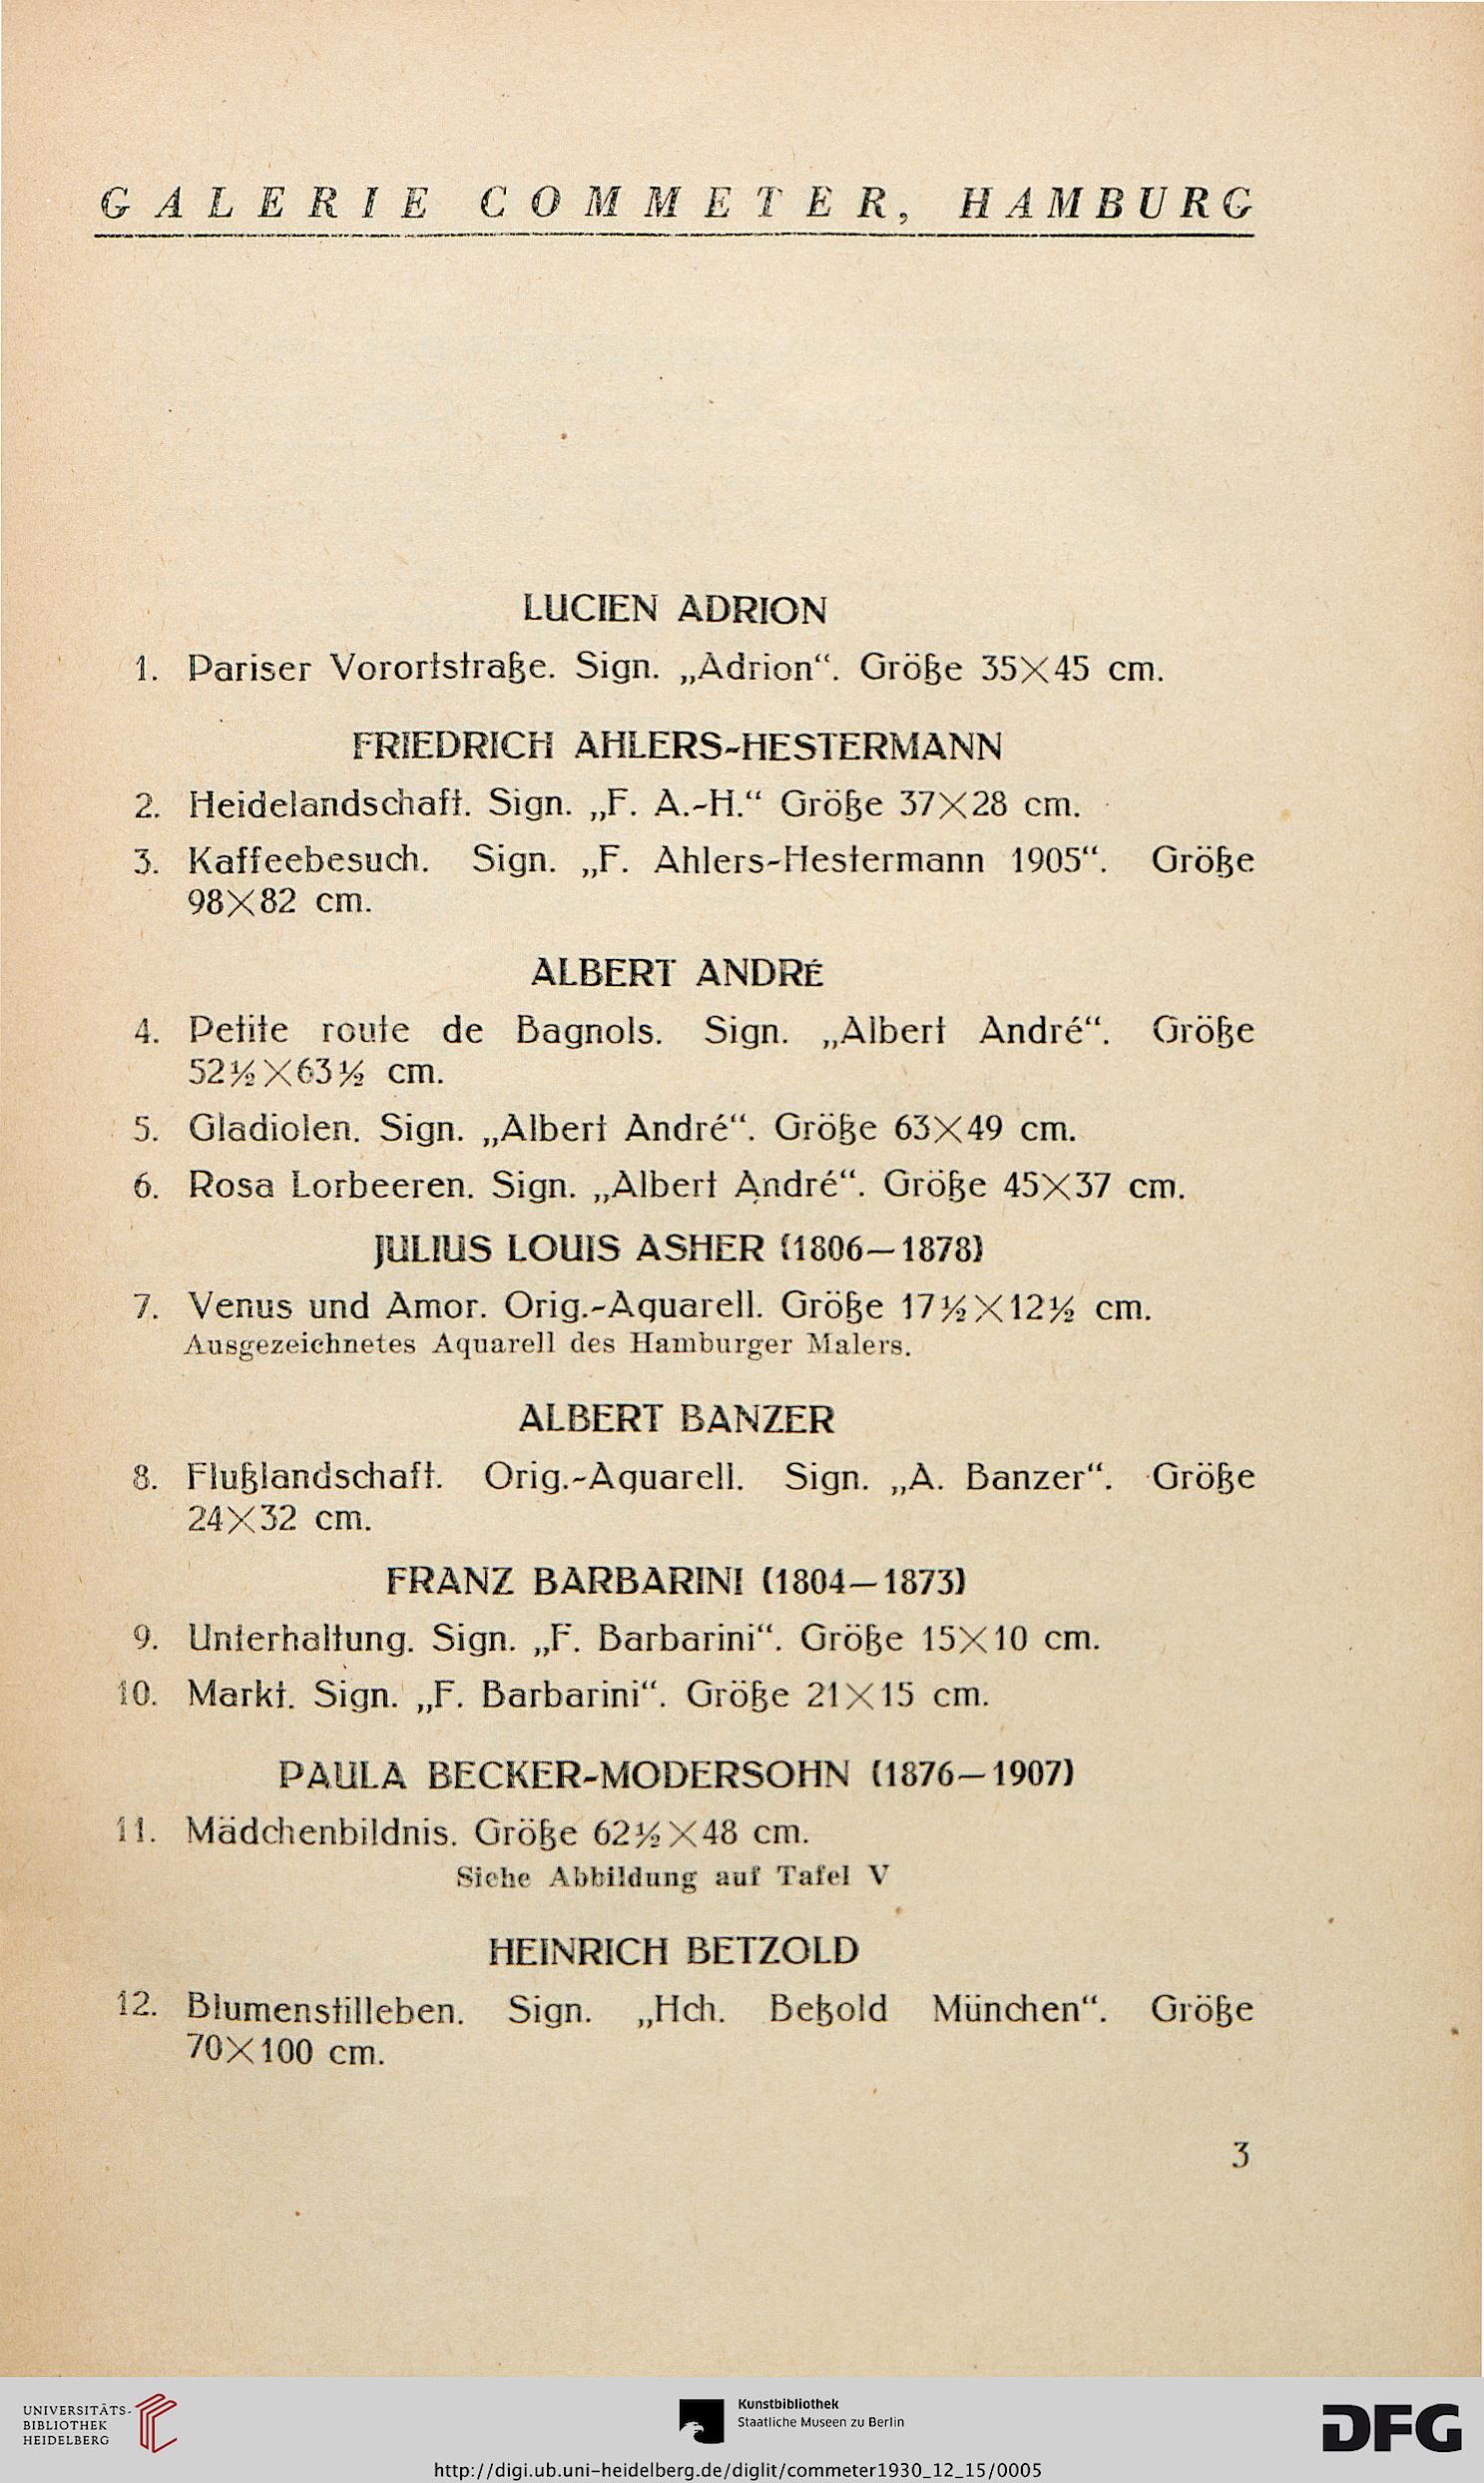 GALERIE COMMETER, HAMBURG
LUCIEN ADRION
1. Pariser Vorortstraße. Sign. „Adrion“. Größe 35×45 cm.
FRIEDRICH AHLERS-HESTERMANN
2. Heidelandschaft. Sign. „F. A.-H.“ Größe 37×28 cm.
3. Kaffeebesuch. Sign. „F. Ahlers-Hestermann 1905“. Größe
98×82 cm.
ALBERT ANDRÉ
4. Petite route de Bagnols. Sign. „Albert André“. Größe
52½×63½ cm.
5. Gladiolen. Sign. „Albert André“. Größe 63×49 cm.
6. Rosa Lorbeeren. Sign. „Albert André“. Größe 45×37 cm.
JULIUS LOUIS ASHER (1806—1878)
7. Venus und Amor. Orig.-Aquarell. Größe 17½×12½ cm.
Ausgezeichnetes Aquarell des Hamburger Malers.
ALBERT BANZER
8. Flußlandschaft. Orig.-Aquarell. Sign. „A. Banzer“. Größe
24×32 cm.
FRANZ BARBARINI (1804—1873)
9. Unterhaltung. Sign. „F. Barbarini“. Größe 15×10 cm.
10. Markt. Sign. „F. Barbarini“. Größe 21×15 cm.
PAULA BECKER-MODERSOHN (1876—1907)
11. Mädchenbildnis. Größe 62½×48 cm.
Siehe Abbildung auf Tafel V
HEINRICH BETZOLD
12. Blumenstilleben. Sign. „Hch. Betzold München“. Größe
70×100 cm.
3
UNIVERSITÄTS-
BIBLIOTHEK
HEIDELBERG
Kunstbibliothek
Staatliche Museen zu Berlin
DFG
http://digi.ub.uni-heidelberg.de/diglit/commeter1930_12_15/0005